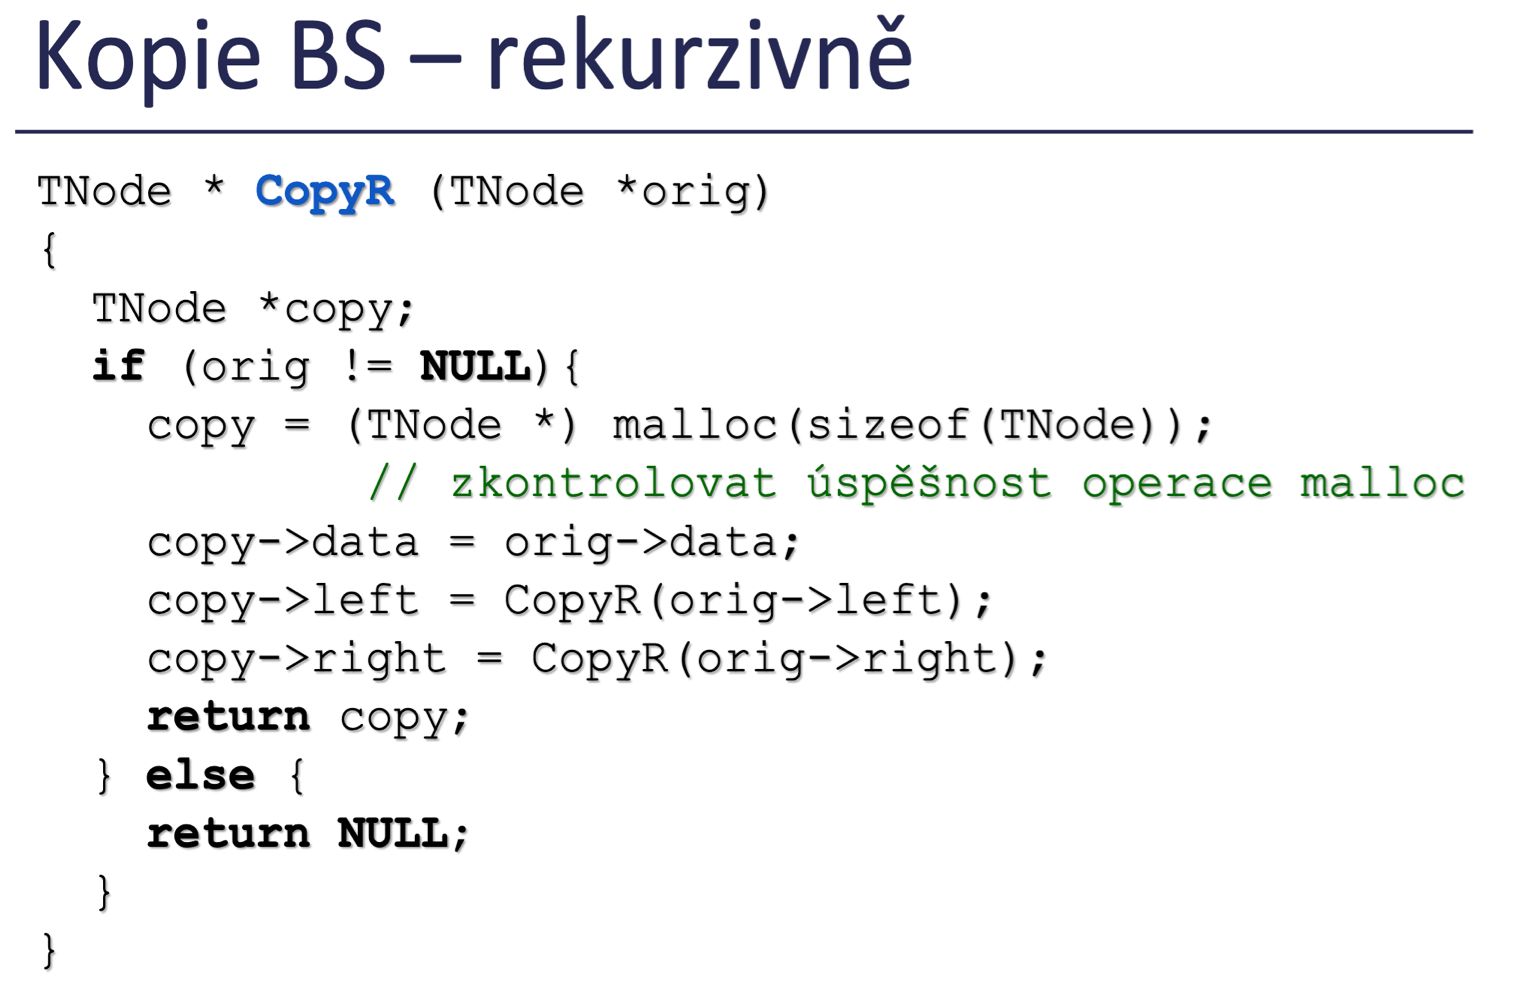 Kopie BS – rekurzivně
TNode * CopyR (TNode *orig)
{
  TNode *copy;
  if (orig != NULL){
    copy = (TNode *) malloc(sizeof(TNode));
            // zkontrolovat úspěšnost operace malloc
    copy->data = orig->data;
    copy->left = CopyR(orig->left);
    copy->right = CopyR(orig->right);
    return copy;
  } else {
    return NULL;
  }
}